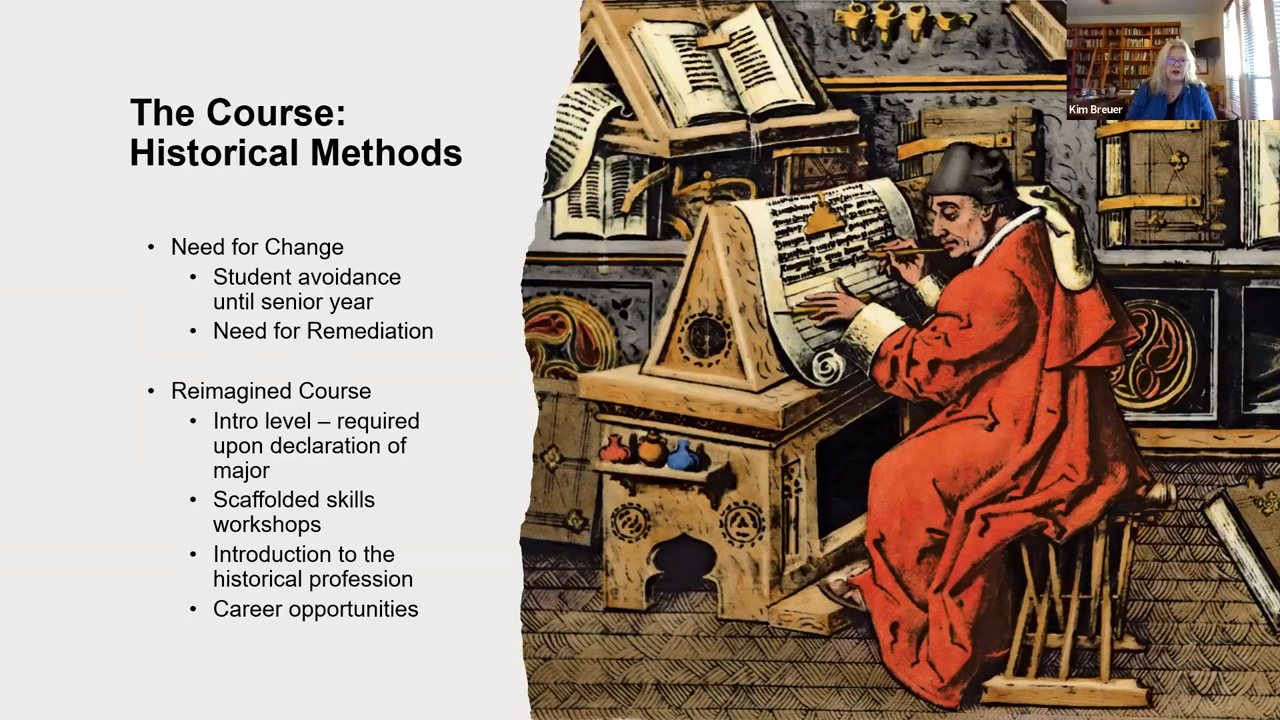 The Course:
Historical Methods
• Need for Change
• Student avoidance
until senior year
• Need for Remediation
• Reimagined Course
• Intro level – required
upon declaration of
major
• Scaffolded skills
workshops
• Introduction to the
historical profession
• Career opportunities
Kim Breuer